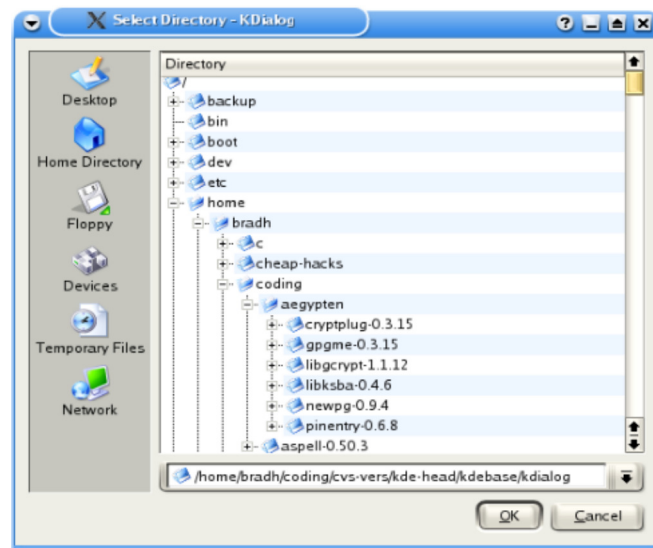 Select Directory – KDialog
Desktop
Home Directory
Floppy
Devices
Temporary Files
Network
Directory
/
backup
bin
boot
dev
etc
home
bradh
c
cheap-hacks
coding
aegypten
cryptplug-0.3.15
gpgme-0.3.15
libgcrypt-1.1.12
libksba-0.4.6
newpg-0.9.4
pinentry-0.6.8
aspell-0.50.3
/home/bradh/coding/cvs-vers/kde-head/kdebase/kdialog
OK Cancel